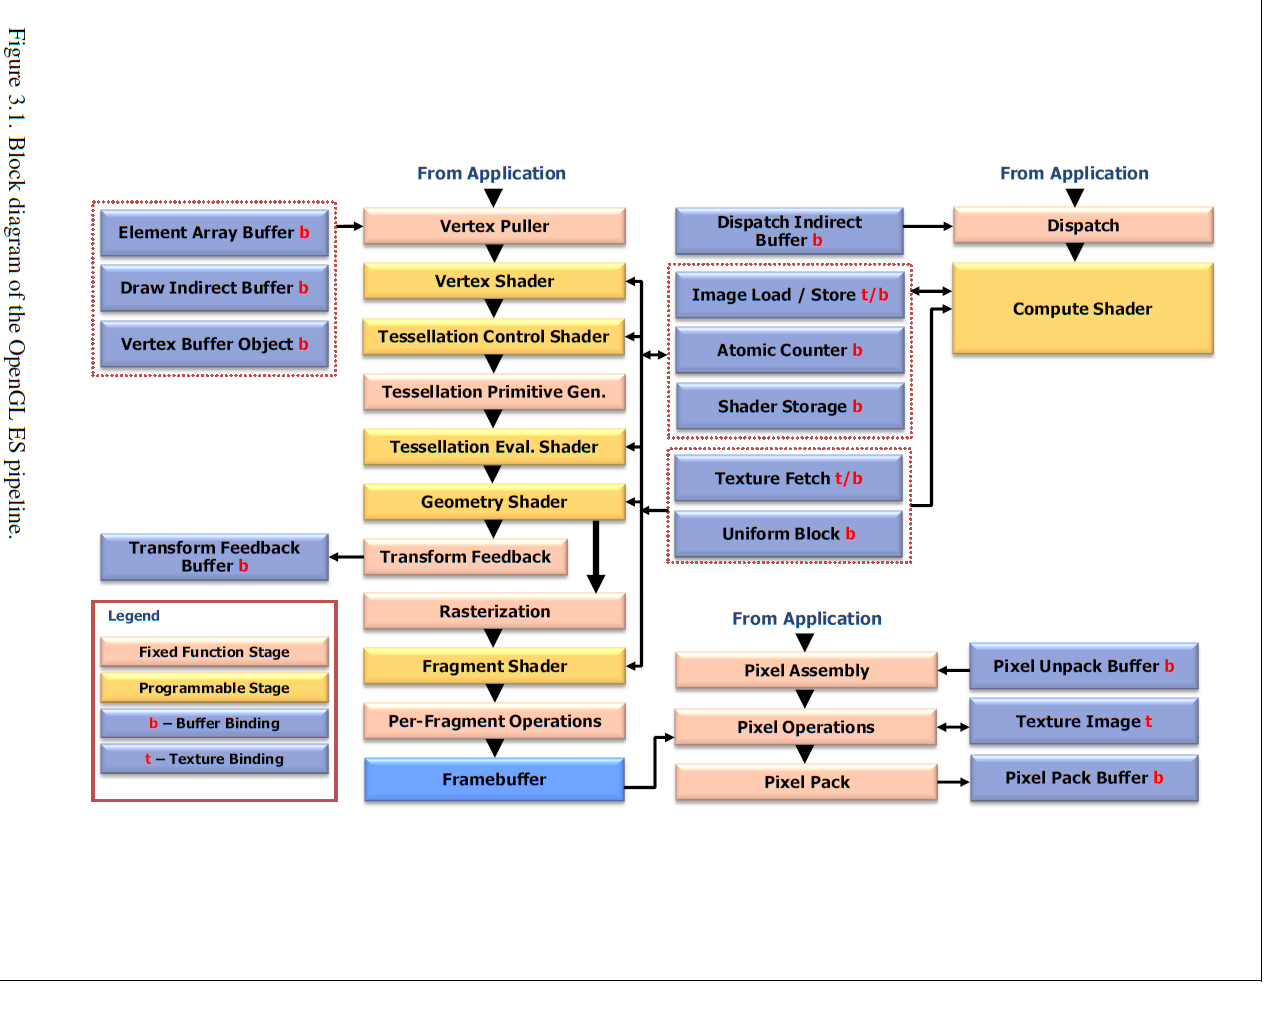 Figure 3.1. Block diagram of the OpenGL ES pipeline.
From Application
Element Array Buffer b
Draw Indirect Buffer b
Vertex Buffer Object b
Vertex Puller
Vertex Shader
Tessellation Control Shader
Tessellation Primitive Gen.
Tessellation Eval. Shader
Geometry Shader
Transform Feedback
Transform Feedback
Buffer b
Rasterization
Fragment Shader
Per-Fragment Operations
Framebuffer
Legend
Fixed Function Stage
Programmable Stage
b – Buffer Binding
t – Texture Binding
From Application
Dispatch Indirect
Buffer b
Dispatch
Compute Shader
Image Load / Store t/b
Atomic Counter b
Shader Storage b
Texture Fetch t/b
Uniform Block b
From Application
Pixel Assembly
Pixel Unpack Buffer b
Pixel Operations
Texture Image t
Pixel Pack
Pixel Pack Buffer b